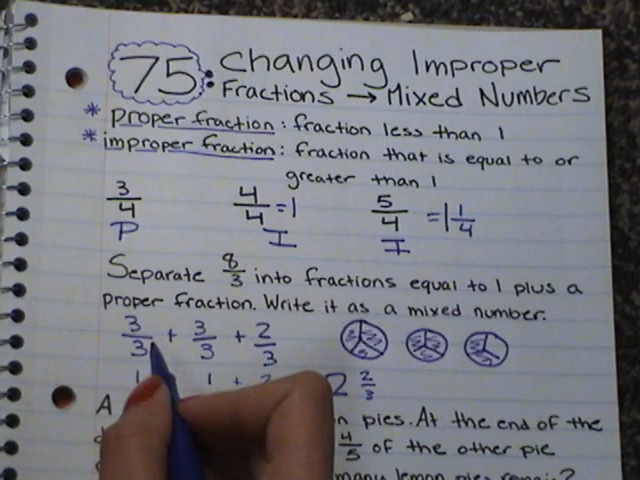 75: Changing Improper
Fractions → Mixed Numbers
* proper fraction: fraction less than 1
* improper fraction: fraction that is equal to or
greater than 1
3/4 4/4 = 1 5/4 = 1 1/4
P I I
Separate 8/3 into fractions equal to 1 plus a
proper fraction. Write it as a mixed number.
3/3 + 3/3 + 2/3
1 1 + 2 2/3
A n pies. At the end of the
4/5 of the other pie
many lemon pies remain?